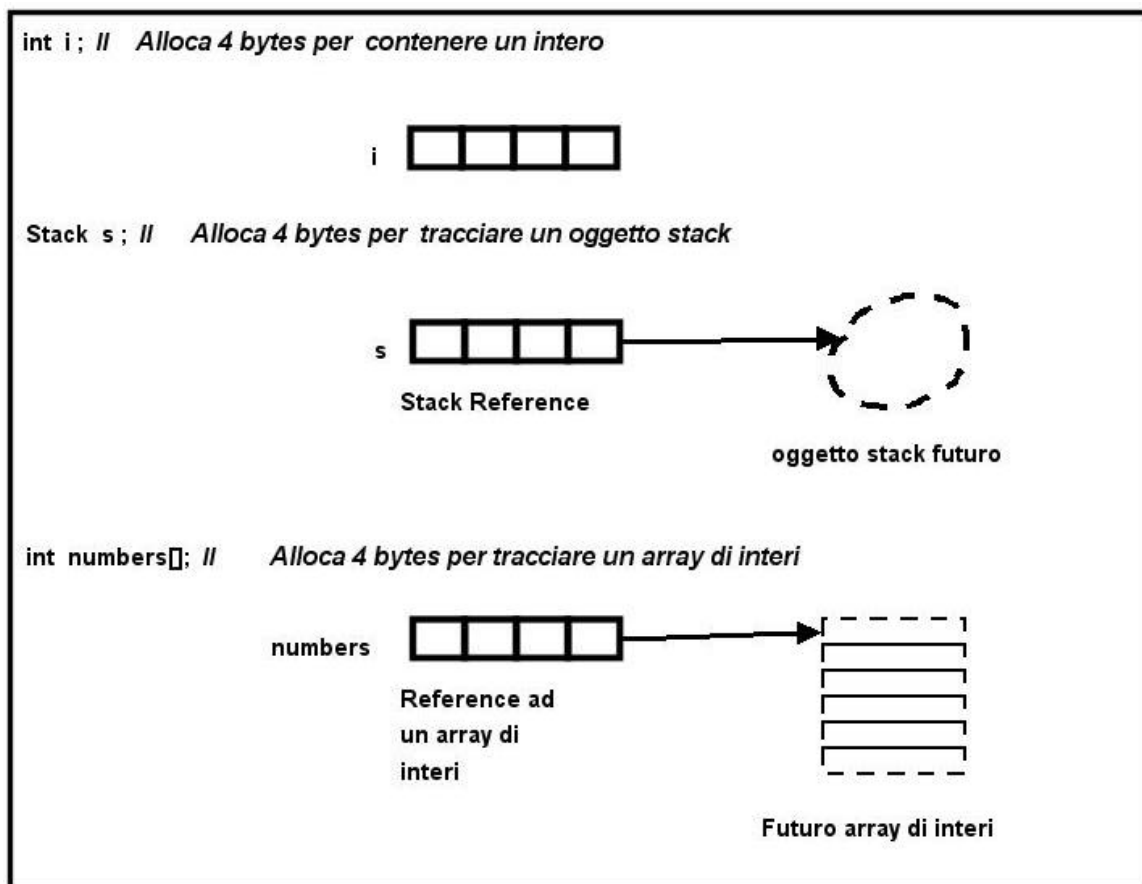 int i ; // Alloca 4 bytes per contenere un intero
i
Stack s ; // Alloca 4 bytes per tracciare un oggetto stack
s
Stack Reference
oggetto stack futuro
int numbers[]; // Alloca 4 bytes per tracciare un array di interi
numbers
Reference ad
un array di
interi
Futuro array di interi